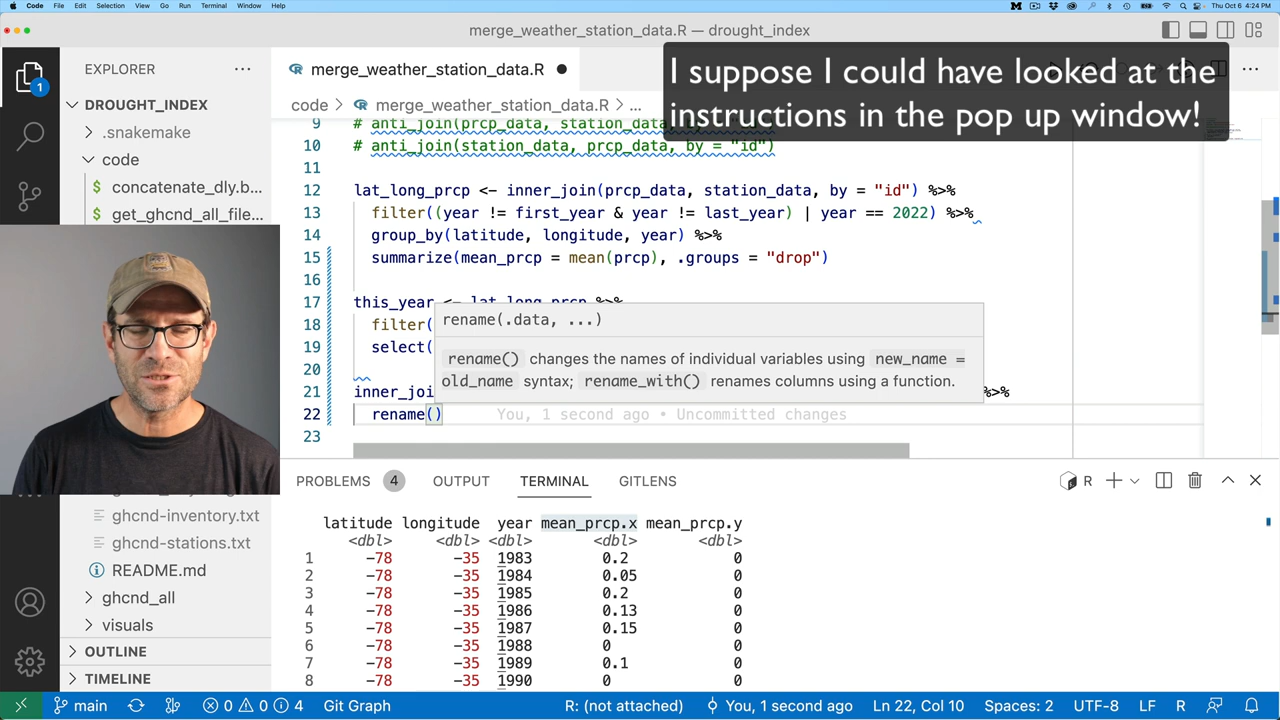 Code File Edit Selection View Go Run Terminal Window Help
Thu Oct 6 4:24 PM
merge_weather_station_data.R — drought_index
I suppose I could have looked at the
instructions in the pop up window!
EXPLORER
1
DROUGHT_INDEX
.snakemake
code
concatenate_dly.b...
get_ghcnd_all_file...
merge_weather_station_data.R
code > merge_weather_station_data.R > ...
9 # anti_join(prcp_data, station_data,
10 # anti_join(station_data, prcp_data, by = "id")
11
12 lat_long_prcp <- inner_join(prcp_data, station_data, by = "id") %>%
13 filter((year != first_year & year != last_year) | year == 2022) %>%
14 group_by(latitude, longitude, year) %>%
15 summarize(mean_prcp = mean(prcp), .groups = "drop")
16
17 this_year <- lat_long_prcp %>%
18 filter(
19 select(
20
21 inner_joi
%>%
22 rename()
You, 1 second ago • Uncommitted changes
23
rename(.data, ...)
rename() changes the names of individual variables using new_name =
old_name syntax; rename_with() renames columns using a function.
ghcnd-inventory.txt
ghcnd-stations.txt
README.md
ghcnd_all
visuals
OUTLINE
TIMELINE
PROBLEMS 4 OUTPUT TERMINAL GITLENS
R
latitude longitude year mean_prcp.x mean_prcp.y
<dbl> <dbl> <dbl> <dbl> <dbl>
1 -78 -35 1983 0.2 0
2 -78 -35 1984 0.05 0
3 -78 -35 1985 0.2 0
4 -78 -35 1986 0.13 0
5 -78 -35 1987 0.15 0
6 -78 -35 1988 0 0
7 -78 -35 1989 0.1 0
8 -78 -35 1990 0 0
main 0 0 4 Git Graph R: (not attached) You, 1 second ago Ln 22, Col 10 Spaces: 2 UTF-8 LF R